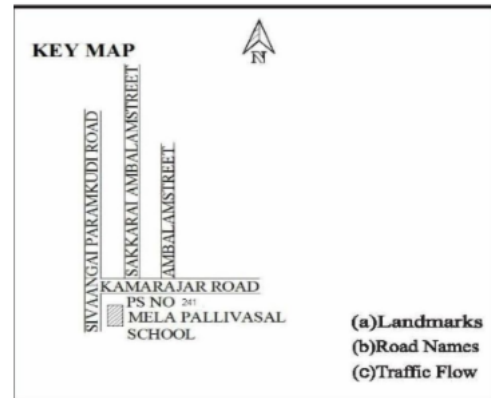 KEY MAP
N
SIVAANGAI PARAMKUDI ROAD
SAKKARAI AMBALAMSTREET
AMBALAMSTREET
KAMARAJAR ROAD
PS NO 241
MELA PALLIVASAL
SCHOOL
(a)Landmarks
(b)Road Names
(c)Traffic Flow